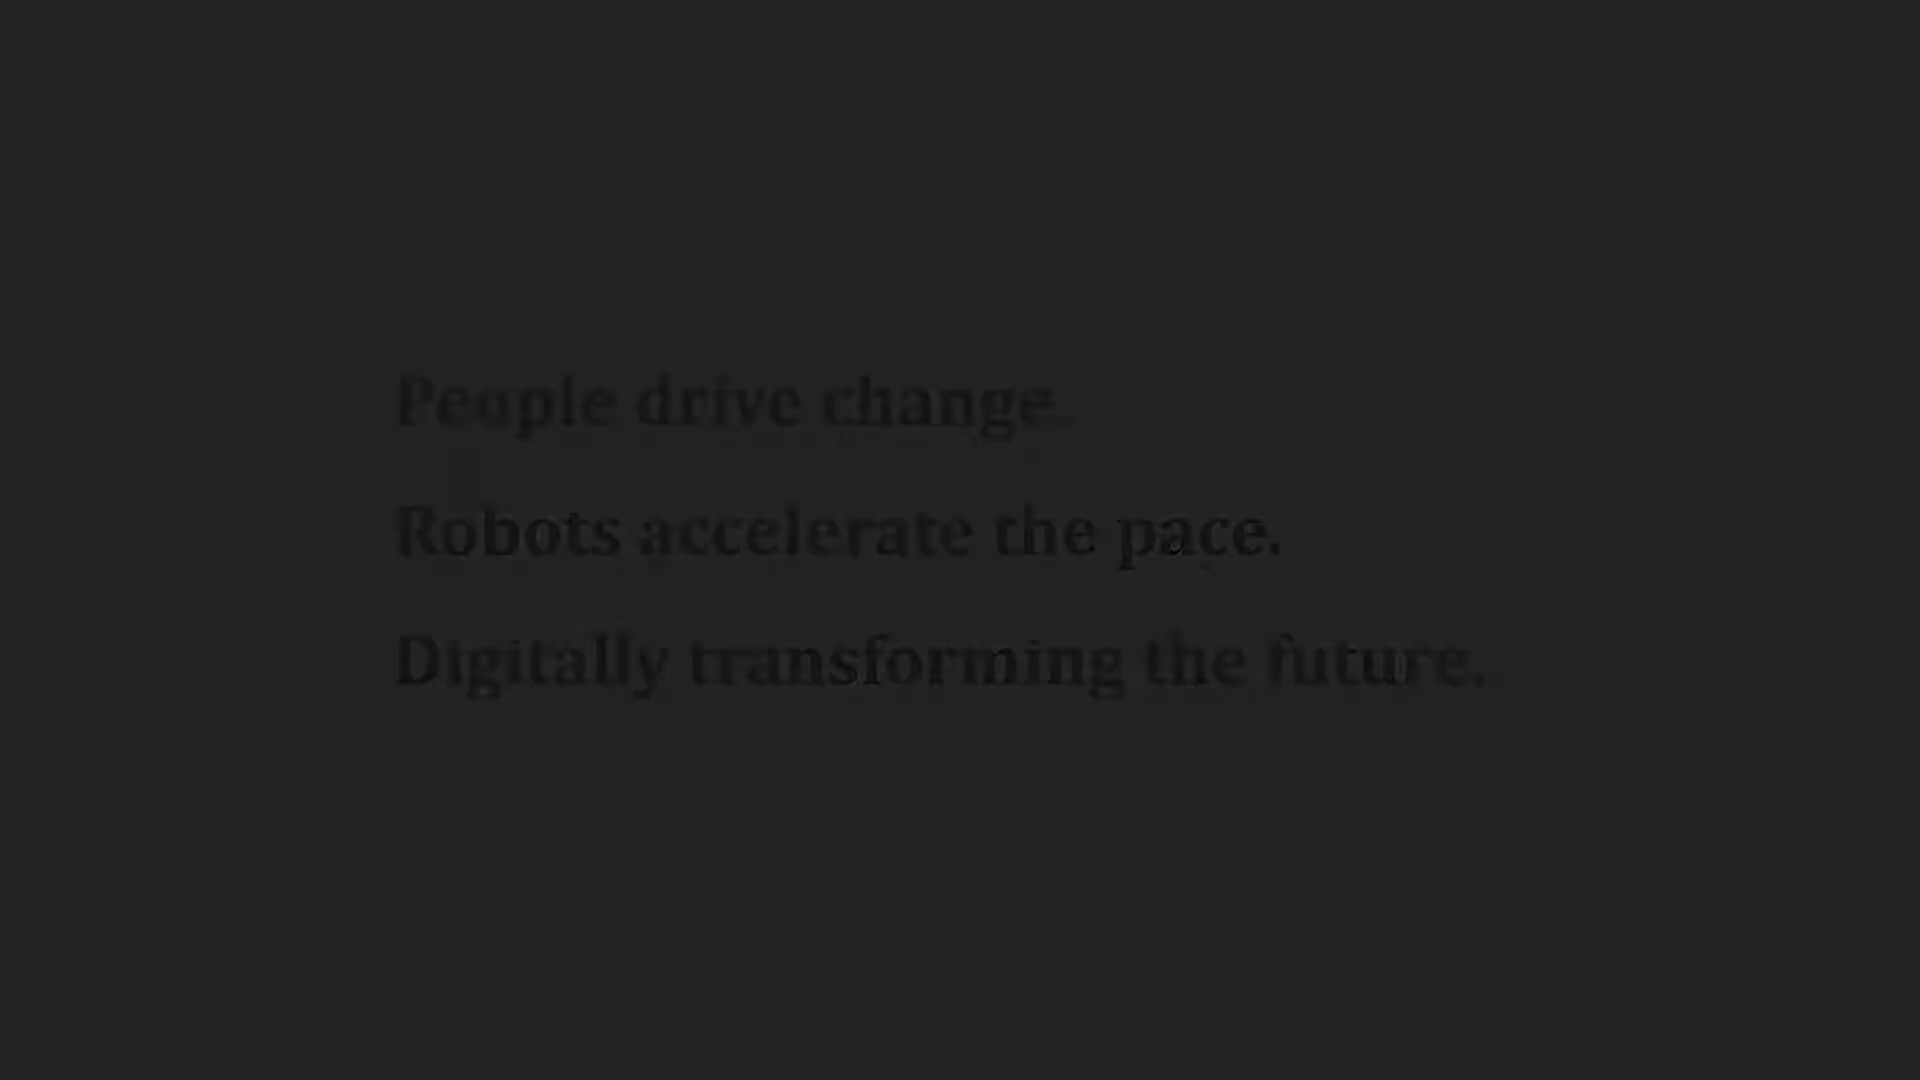 People drive change.
Robots accelerate the pace.
Digitally transforming the future.